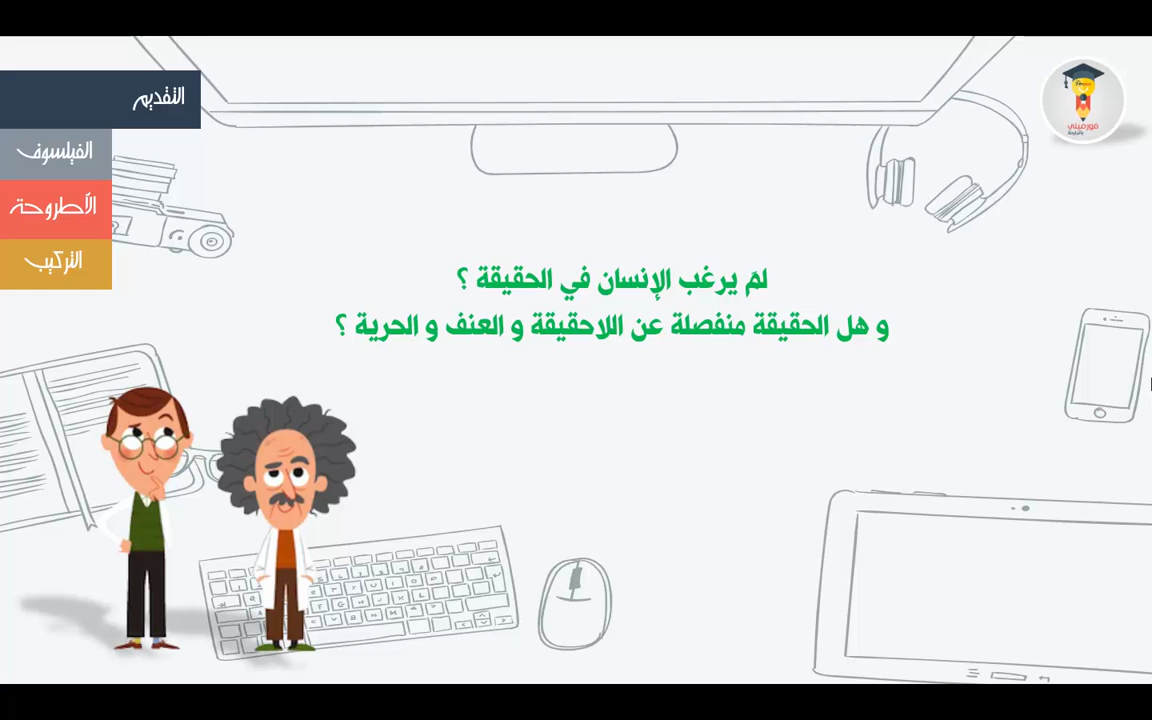 التقديم
الفيلسوف
الأطروحة
التركيب
لمَ يرغب الإنسان في الحقيقة ؟
و هل الحقيقة منفصلة عن اللاحقيقة و العنف و الحرية ؟